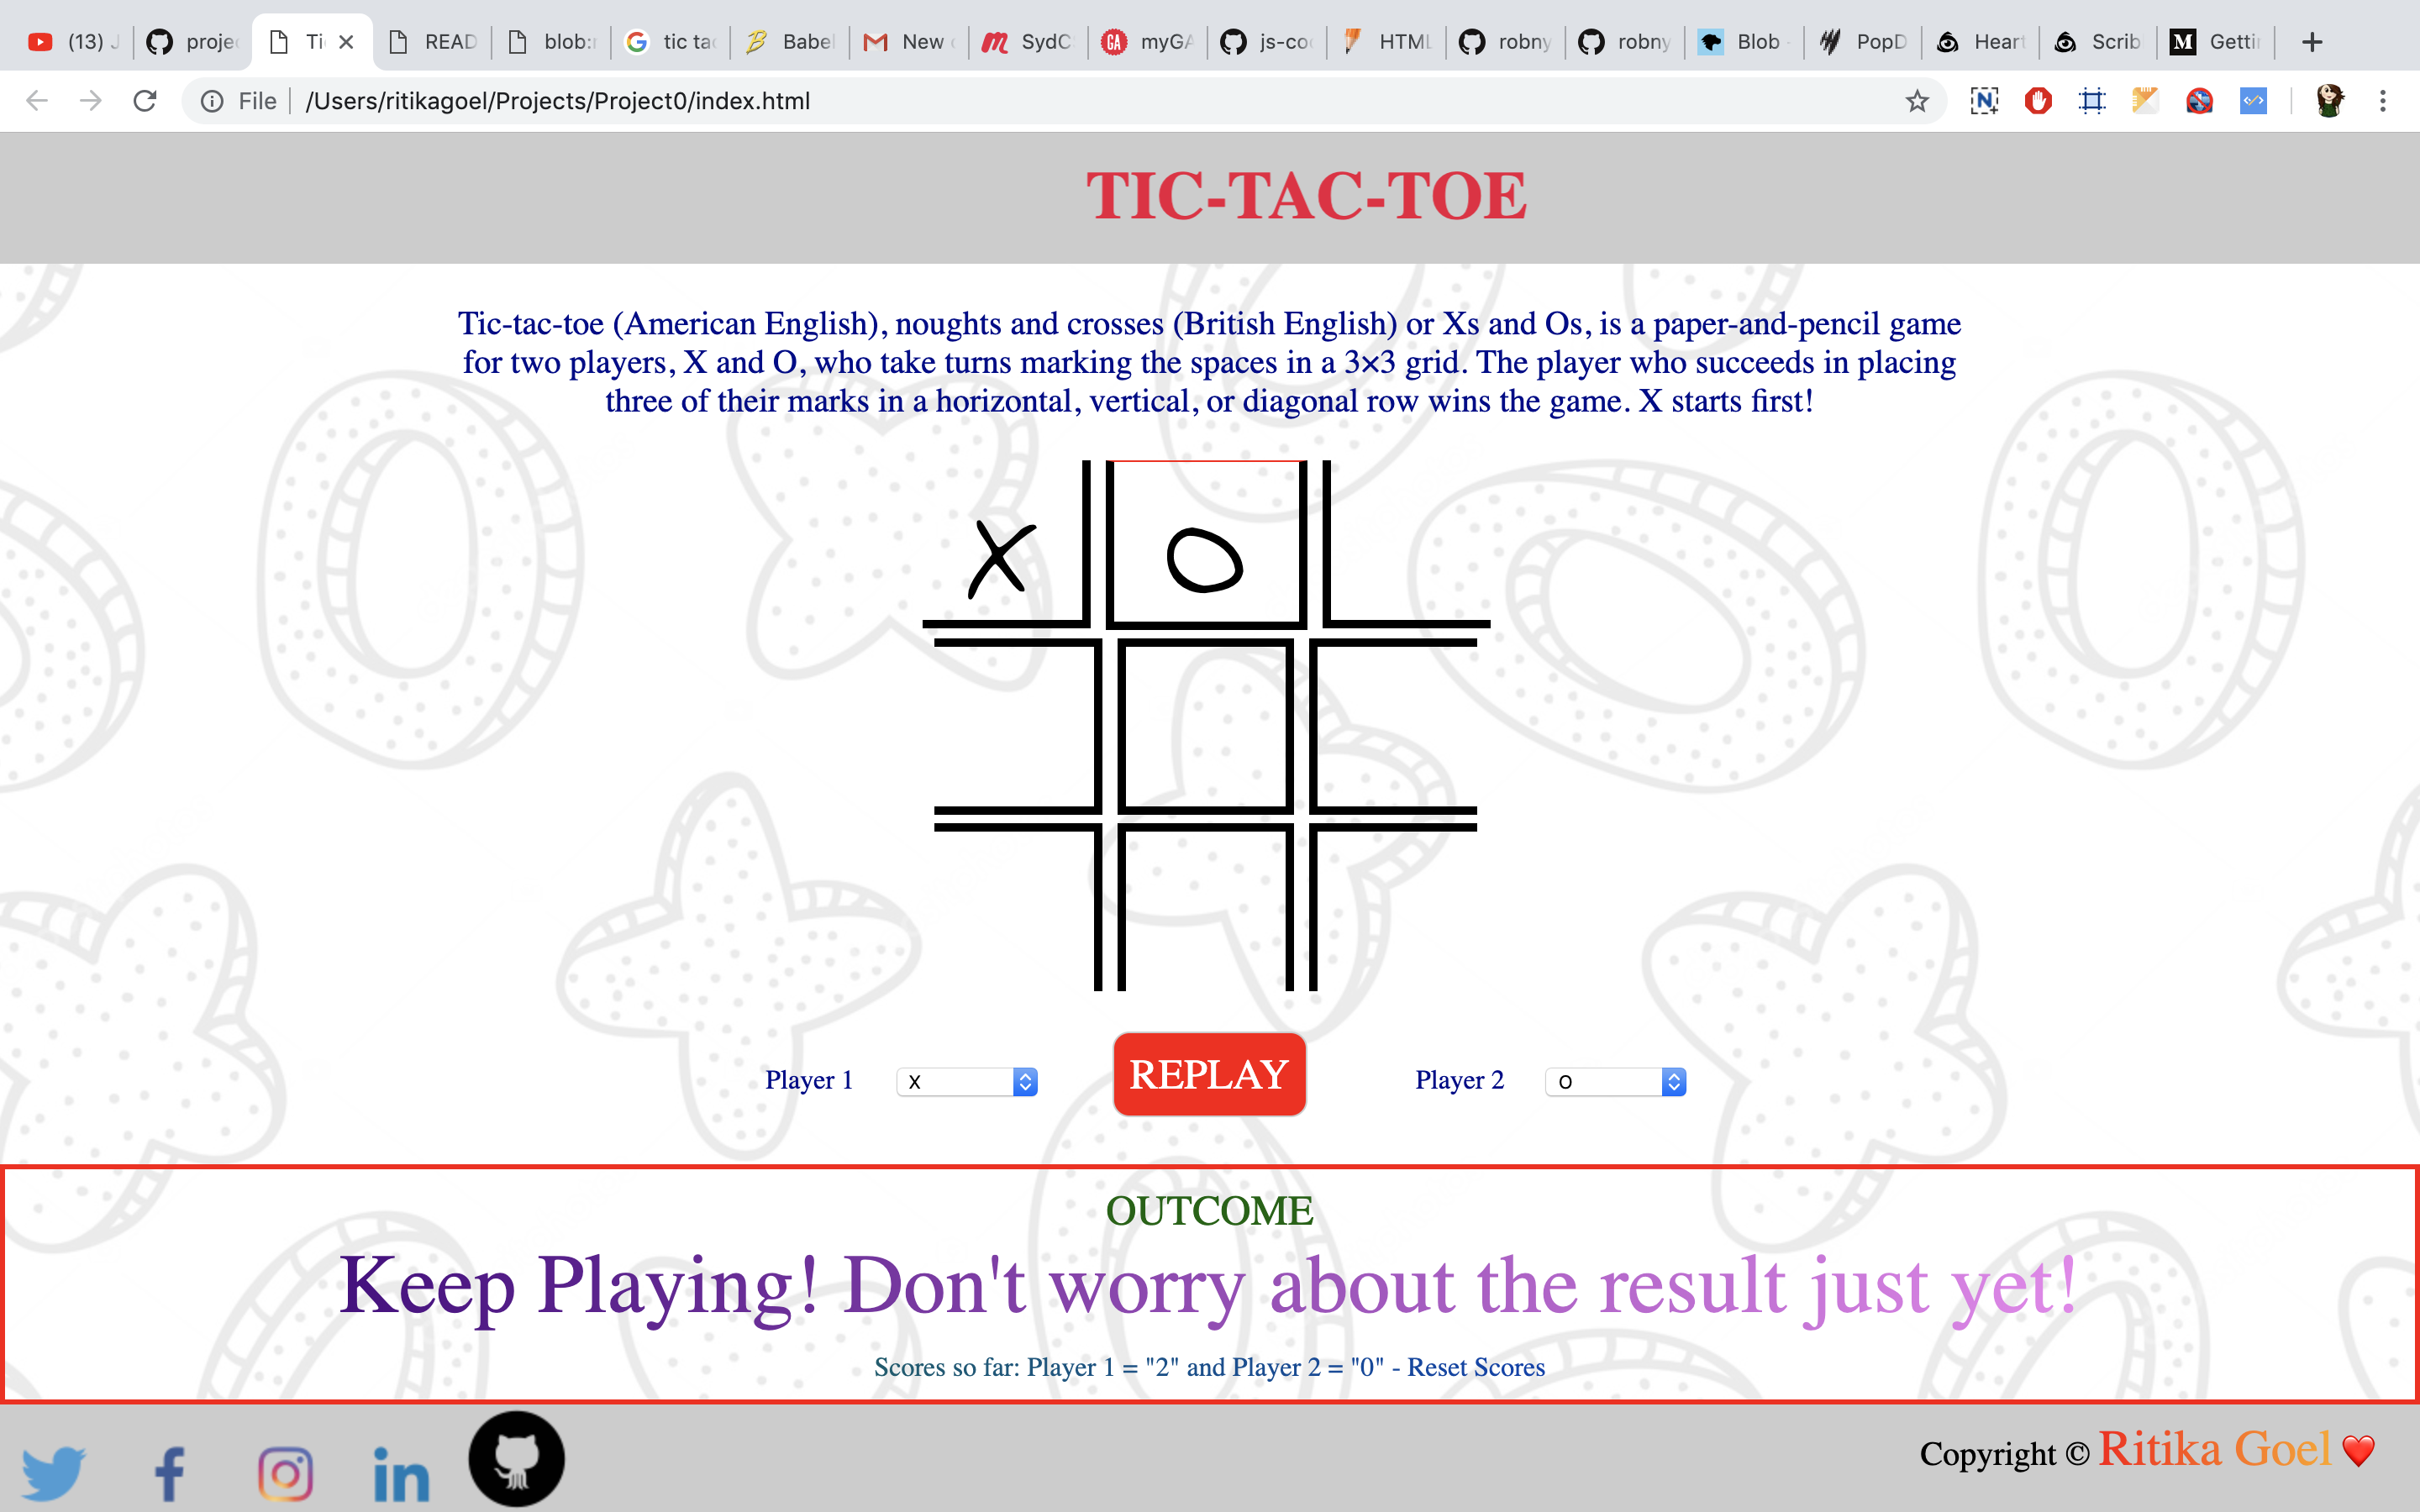 (13) J
proje
Ti
READ
blob:
tic tac
Babel
New
SydC
myGA
js-co
HTML
robny
robny
Blob
PopD
Heart
Scrib
Getti
File
/Users/ritikagoel/Projects/Project0/index.html
TIC-TAC-TOE
Tic-tac-toe (American English), noughts and crosses (British English) or Xs and Os, is a paper-and-pencil game
for two players, X and O, who take turns marking the spaces in a 3×3 grid. The player who succeeds in placing
three of their marks in a horizontal, vertical, or diagonal row wins the game. X starts first!
X O
Player 1 X REPLAY Player 2 O
OUTCOME
Keep Playing! Don't worry about the result just yet!
Scores so far: Player 1 = "2" and Player 2 = "0" - Reset Scores
Copyright © Ritika Goel ❤️